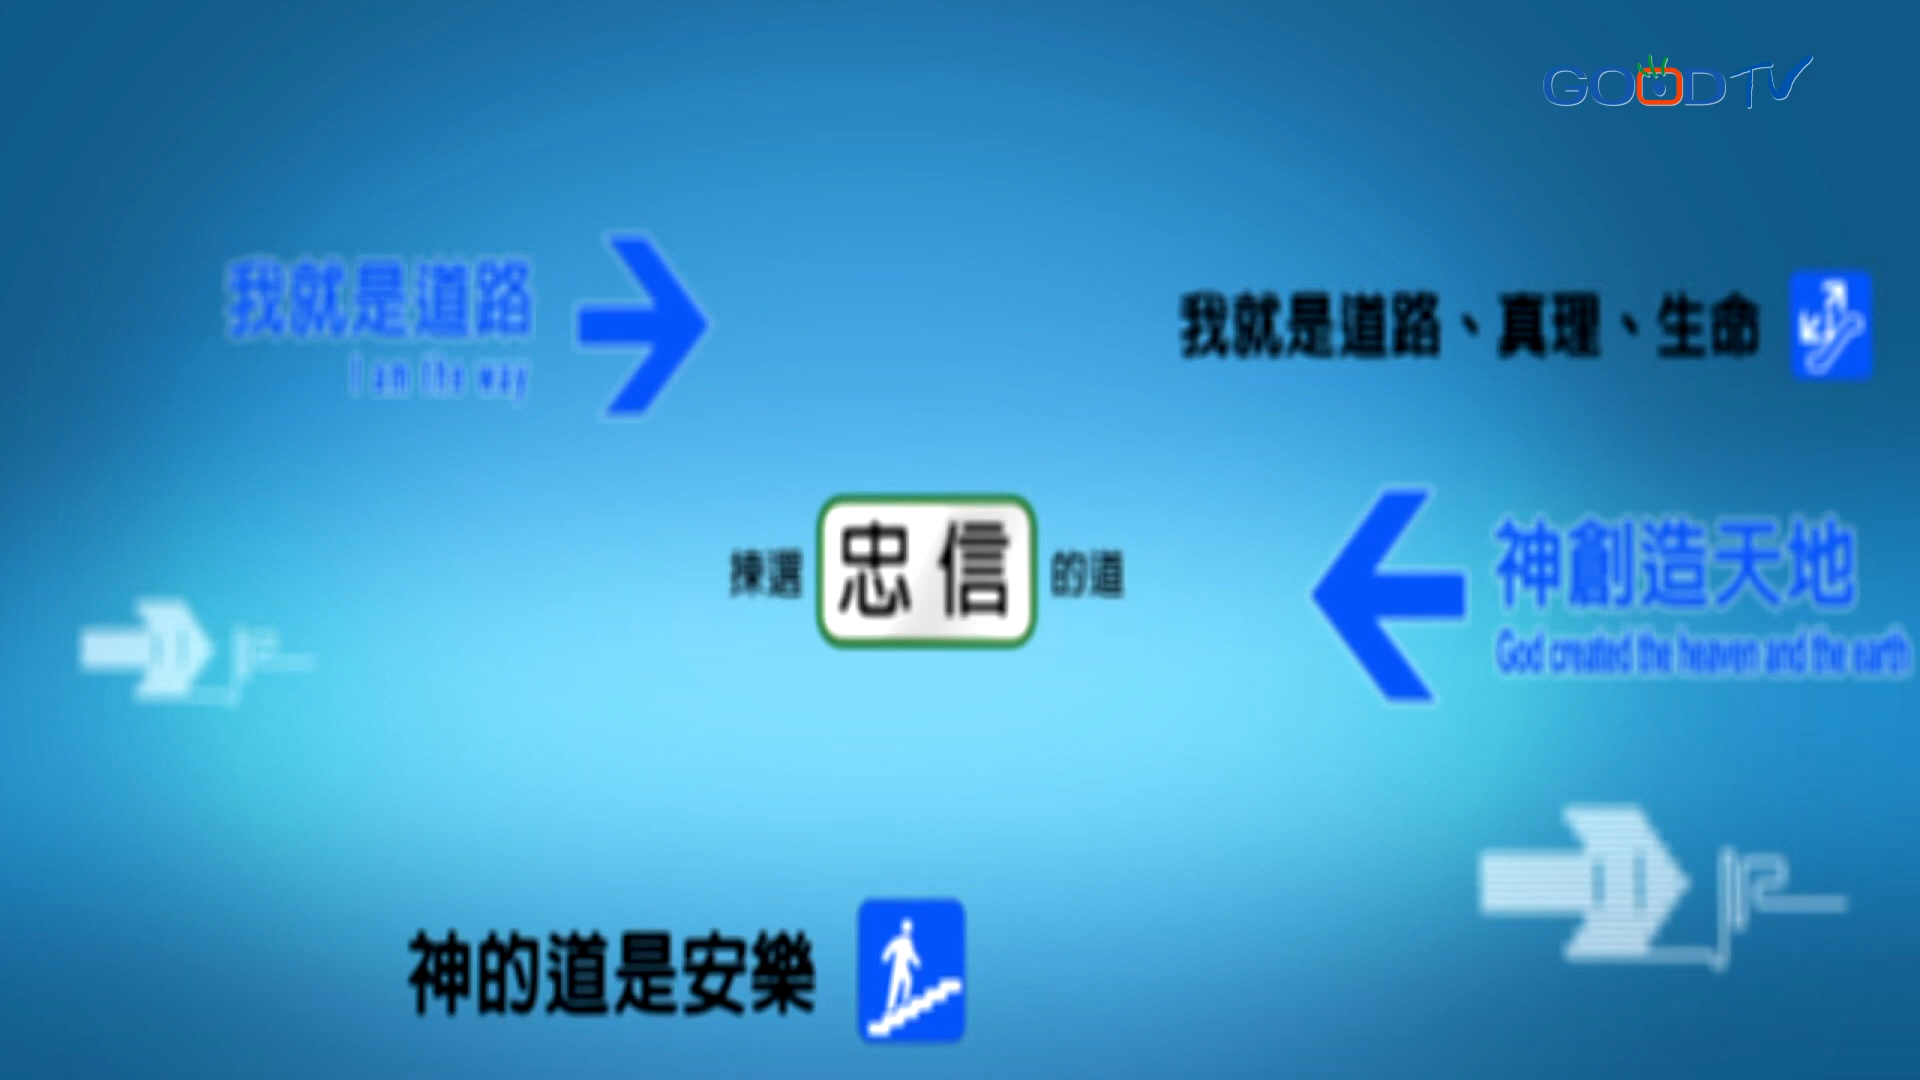 GOODTV
我就是道路
I am the way
我就是道路、真理、生命
揀選 忠信 的道
神創造天地
God created the heaven and the earth
神的道是安樂